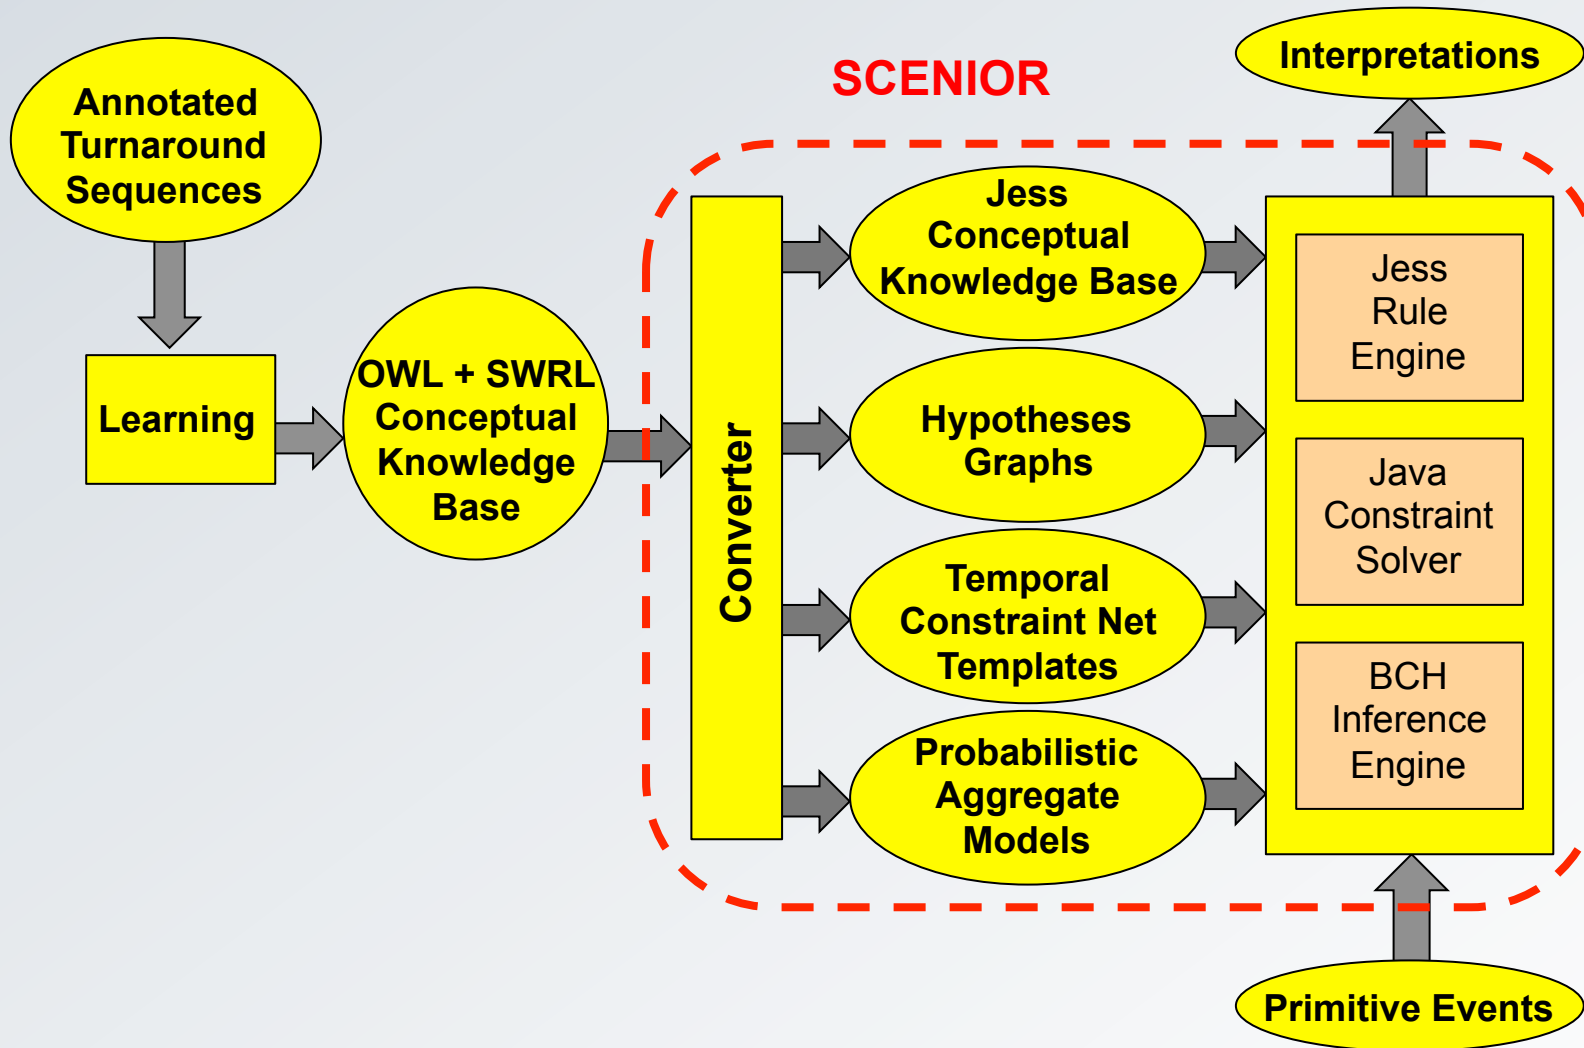 SCENIOR
Interpretations
Annotated
Turnaround
Sequences
Learning
OWL + SWRL
Conceptual
Knowledge
Base
Converter
Jess
Conceptual
Knowledge Base
Hypotheses
Graphs
Temporal
Constraint Net
Templates
Probabilistic
Aggregate
Models
Jess
Rule
Engine
Java
Constraint
Solver
BCH
Inference
Engine
Primitive Events